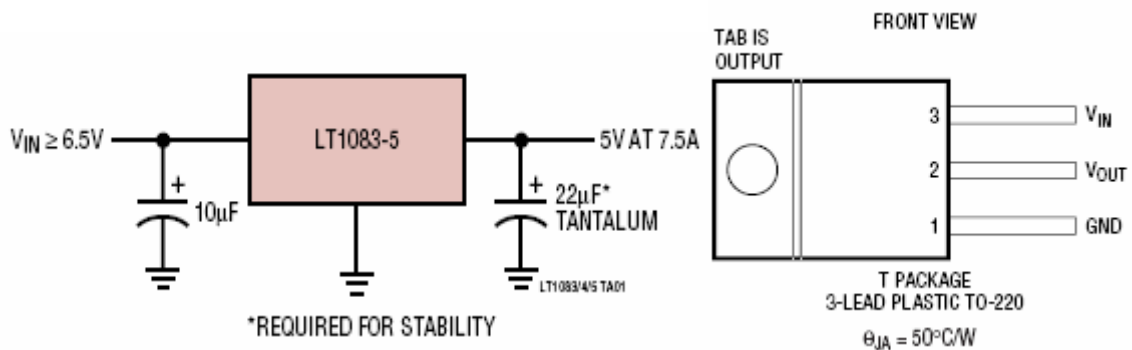 V_IN ≥ 6.5V
LT1083-5
5V AT 7.5A
+
10µF
+
22µF*
TANTALUM
LT1083/4/5 TA01
*REQUIRED FOR STABILITY
FRONT VIEW
TAB IS
OUTPUT
3 V_IN
2 V_OUT
1 GND
T PACKAGE
3-LEAD PLASTIC TO-220
θ_JA = 50°C/W